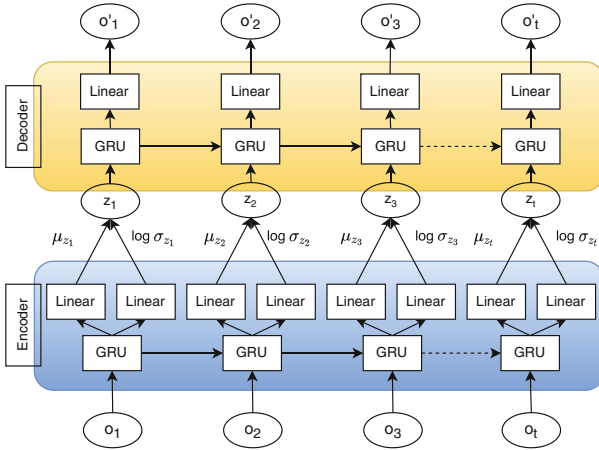 o'1 o'2 o'3 o't
Decoder
Linear Linear Linear Linear
GRU GRU GRU GRU
z1 z2 z3 zt
μz1 log σz1 μz2 log σz2 μz3 log σz3 μzt log σzt
Encoder
Linear Linear Linear Linear Linear Linear Linear Linear
GRU GRU GRU GRU
o1 o2 o3 ot